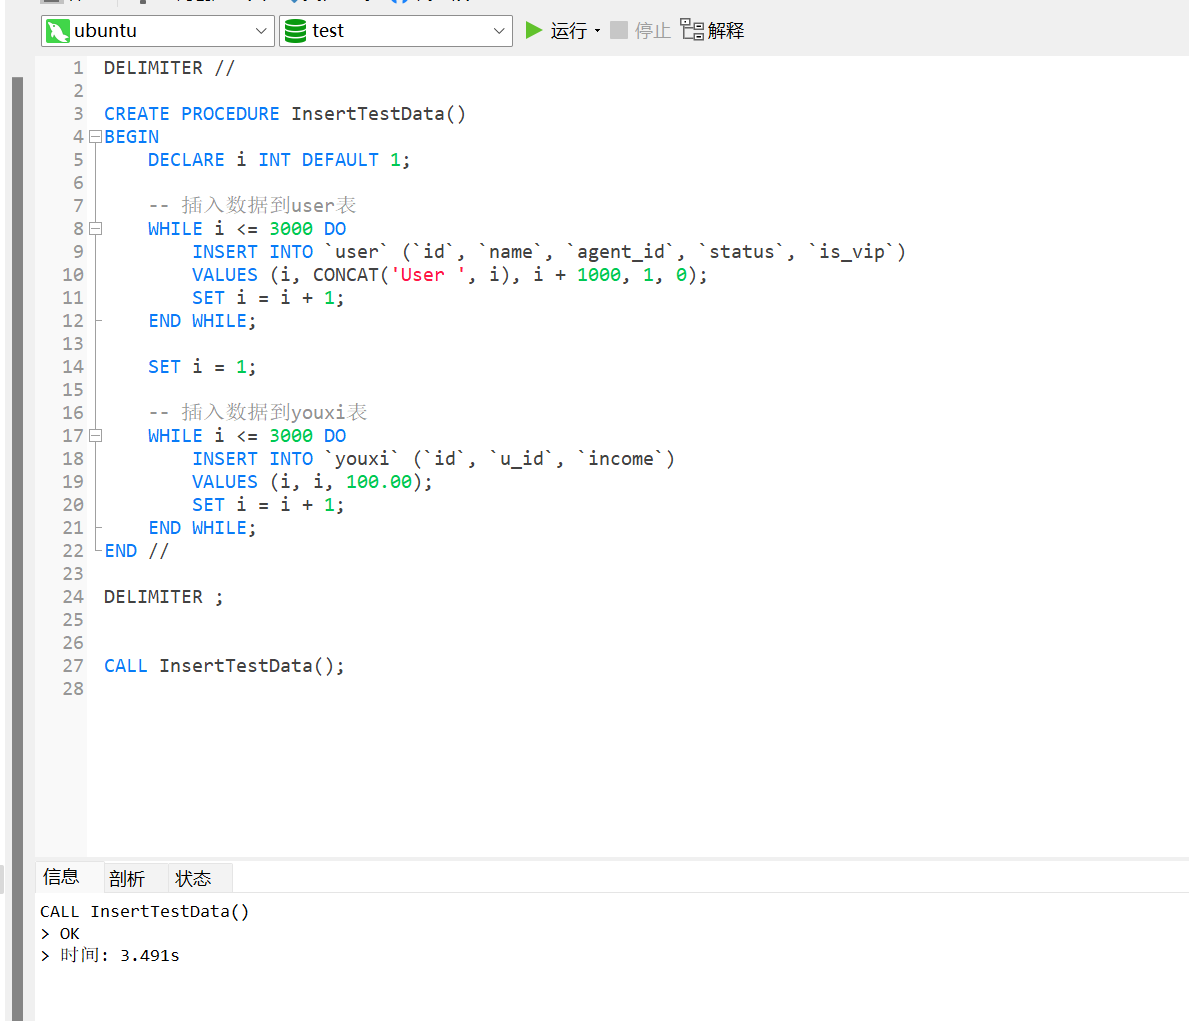 ubuntu test 运行 停止 解释
1 DELIMITER //
2
3 CREATE PROCEDURE InsertTestData()
4 BEGIN
5 DECLARE i INT DEFAULT 1;
6
7 -- 插入数据到user表
8 WHILE i <= 3000 DO
9 INSERT INTO `user` (`id`, `name`, `agent_id`, `status`, `is_vip`)
10 VALUES (i, CONCAT('User ', i), i + 1000, 1, 0);
11 SET i = i + 1;
12 END WHILE;
13
14 SET i = 1;
15
16 -- 插入数据到youxi表
17 WHILE i <= 3000 DO
18 INSERT INTO `youxi` (`id`, `u_id`, `income`)
19 VALUES (i, i, 100.00);
20 SET i = i + 1;
21 END WHILE;
22 END //
23
24 DELIMITER ;
25
26
27 CALL InsertTestData();
28
信息 剖析 状态
CALL InsertTestData()
> OK
> 时间: 3.491s